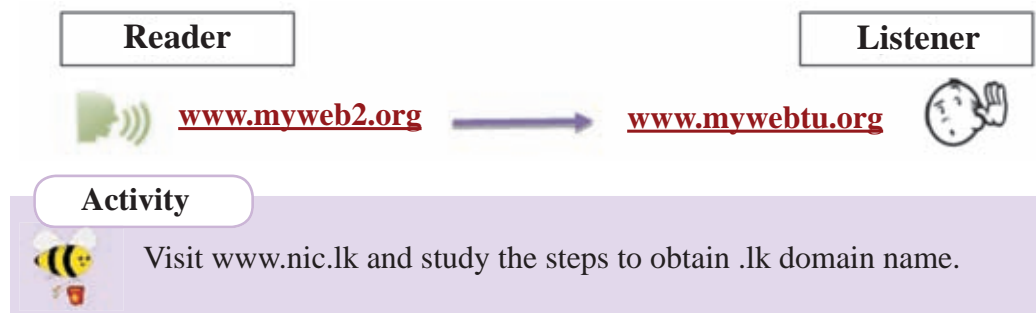 Reader
Listener
www.myweb2.org
www.mywebtu.org
Activity
Visit www.nic.lk and study the steps to obtain .lk domain name.